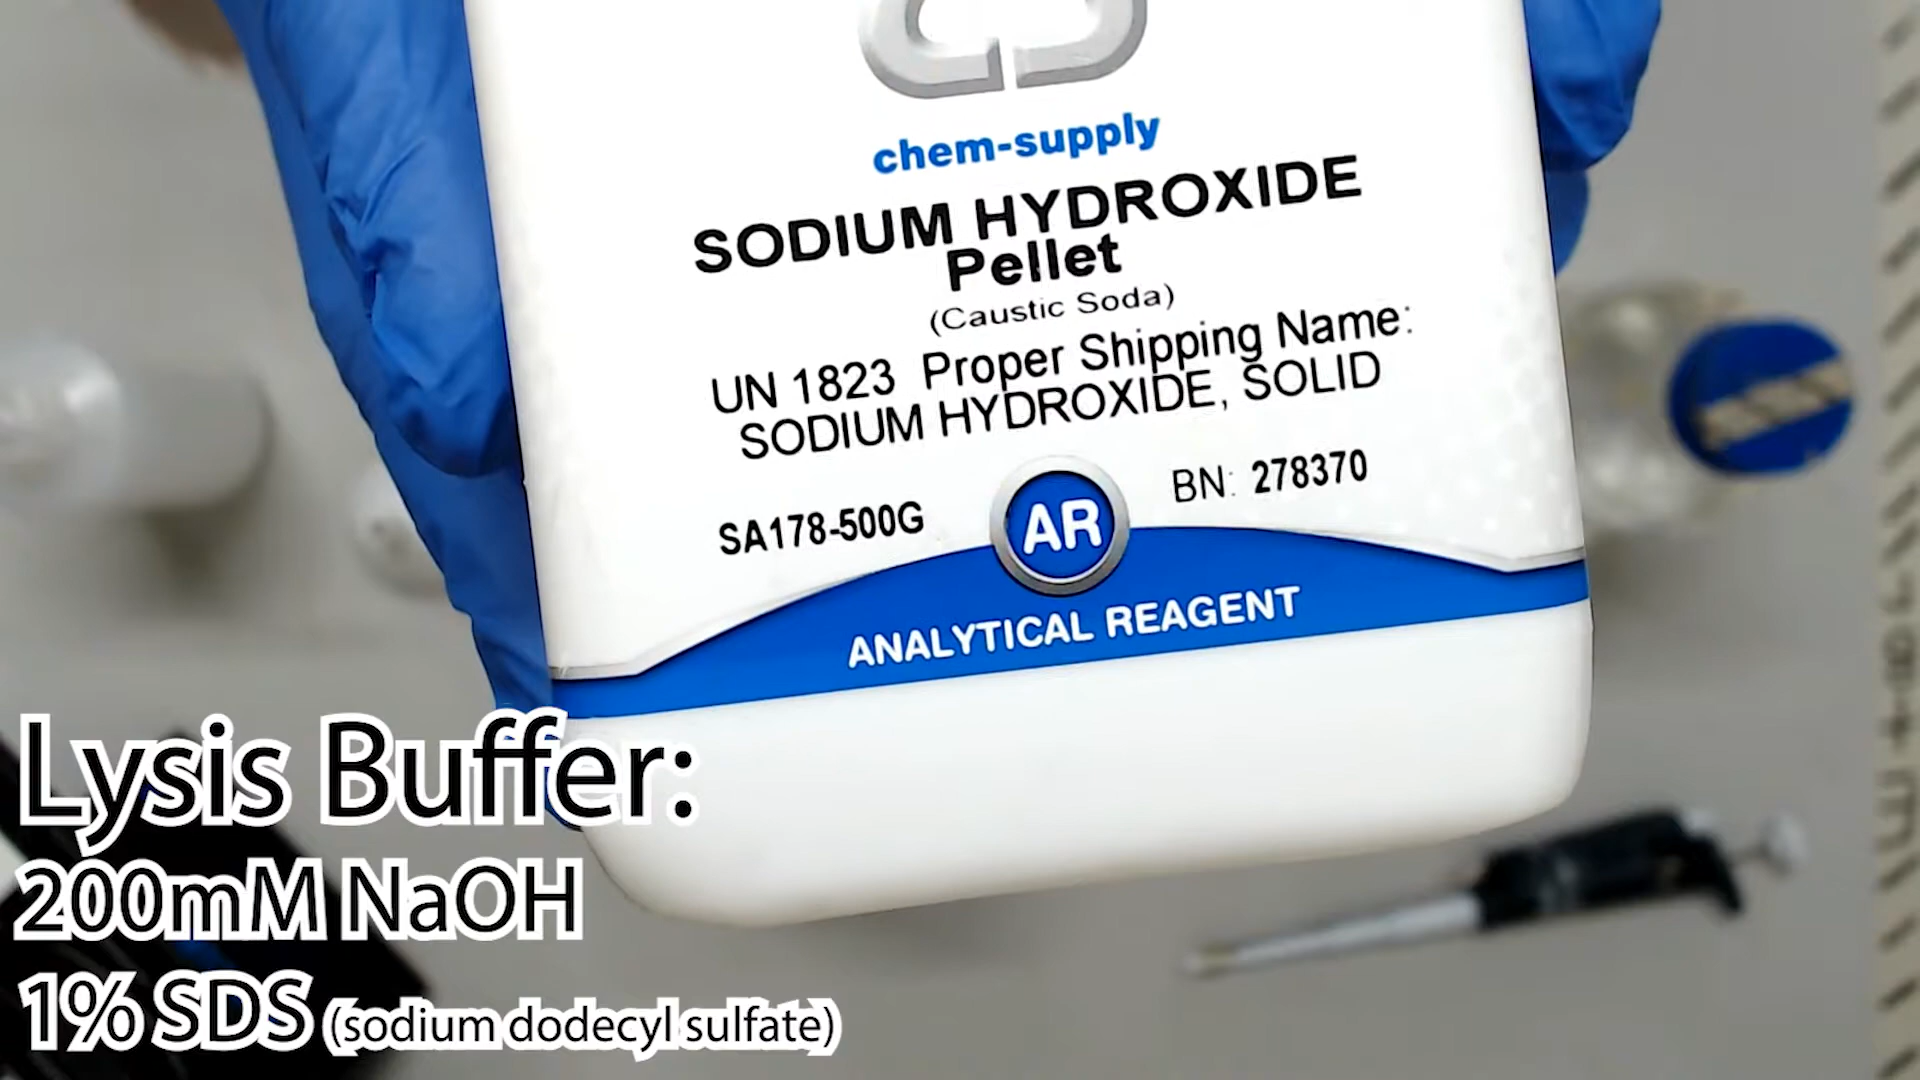 chem-supply
SODIUM HYDROXIDE
Pellet
(Caustic Soda)
UN 1823 Proper Shipping Name:
SODIUM HYDROXIDE, SOLID
SA178-500G
BN: 278370
AR
ANALYTICAL REAGENT
Lysis Buffer:
200mM NaOH
1% SDS (sodium dodecyl sulfate)